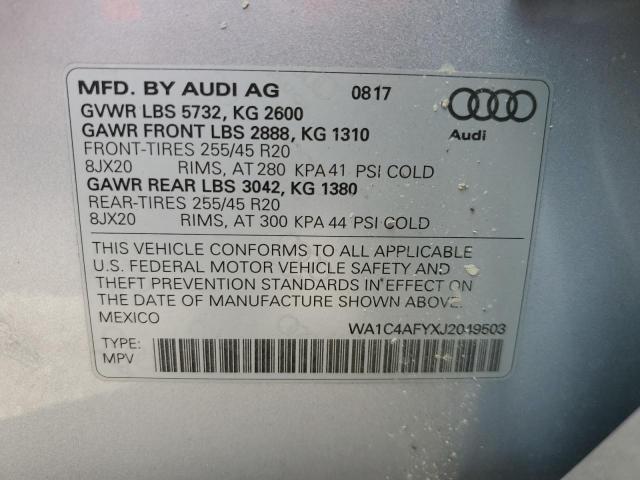 MFD. BY AUDI AG 0817
GVWR LBS 5732, KG 2600
GAWR FRONT LBS 2888, KG 1310
FRONT-TIRES 255/45 R20
8JX20 RIMS, AT 280 KPA 41 PSI COLD
GAWR REAR LBS 3042, KG 1380
REAR-TIRES 255/45 R20
8JX20 RIMS, AT 300 KPA 44 PSI COLD
Audi
THIS VEHICLE CONFORMS TO ALL APPLICABLE
U.S. FEDERAL MOTOR VEHICLE SAFETY AND
THEFT PREVENTION STANDARDS IN EFFECT ON
THE DATE OF MANUFACTURE SHOWN ABOVE.
MEXICO
WA1C4AFYXJ2049503
TYPE:
MPV